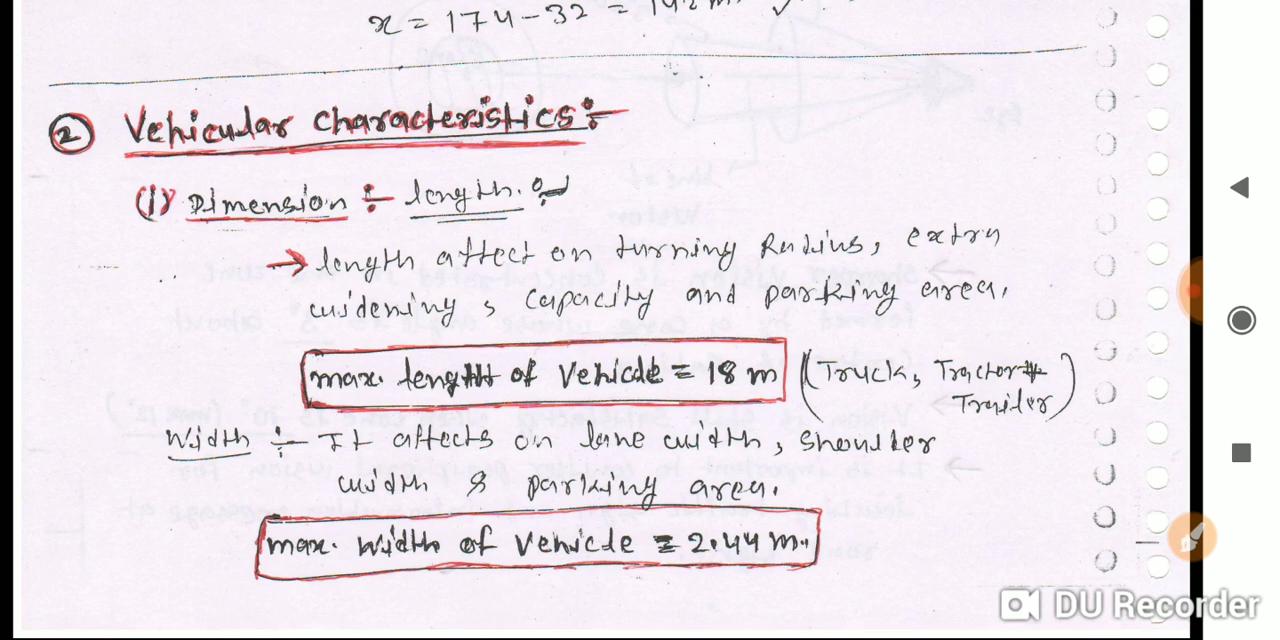 x = 174 - 32 = 142 m.
② Vehicular characteristics :-
(i) Dimension ÷ length :-
→ length affect on turning Radius, extra
widening, capacity and parking area.
max. length of vehicle = 18 m (Truck, Tractor
Trailer)
Width ÷ It affects on lane width, shoulder
width & parking area.
max. width of vehicle = 2.44 m.
DU Recorder